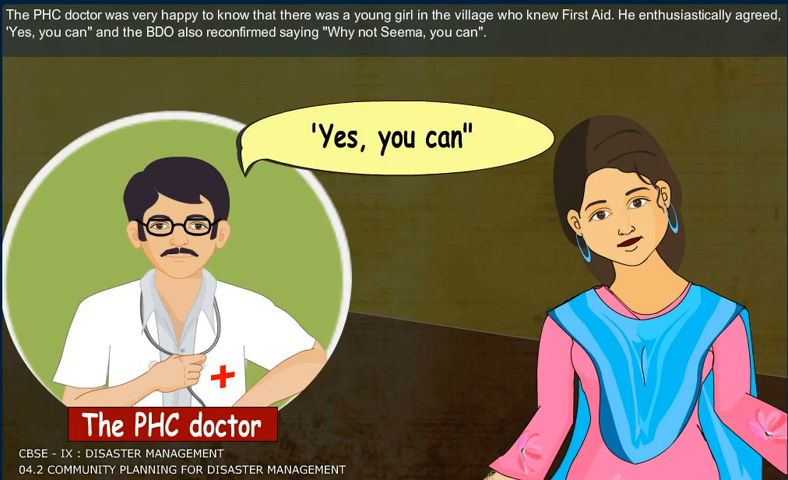 The PHC doctor was very happy to know that there was a young girl in the village who knew First Aid. He enthusiastically agreed,
'Yes, you can" and the BDO also reconfirmed saying "Why not Seema, you can".
'Yes, you can"
The PHC doctor
CBSE - IX : DISASTER MANAGEMENT
04.2 COMMUNITY PLANNING FOR DISASTER MANAGEMENT